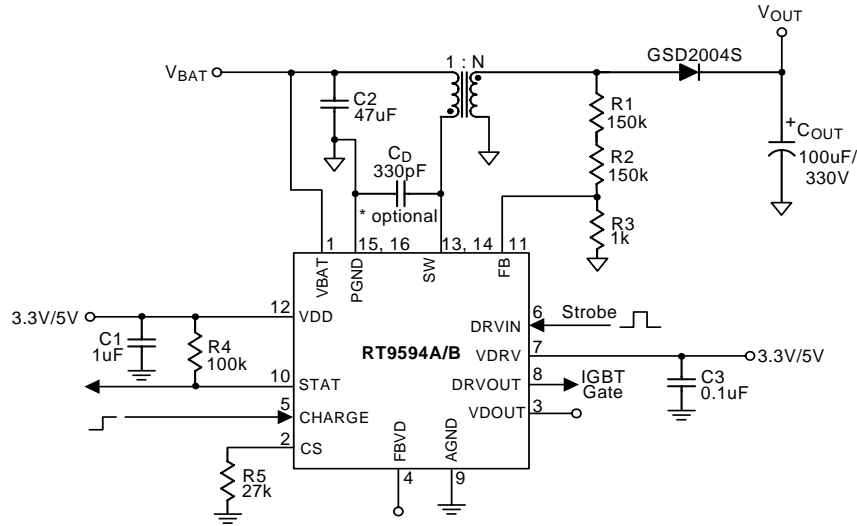 VOUT
1 : N
GSD2004S
VBAT
C2
47uF
R1
150k
+
COUT
100uF/
330V
R2
150k
CD
330pF
* optional
R3
1k
1
15, 16
13, 14
11
VBAT
PGND
SW
FB
3.3V/5V
12
VDD
6
Strobe
DRVIN
C1
1uF
R4
100k
RT9594A/B
7
VDRV
3.3V/5V
10
STAT
8
DRVOUT
IGBT
Gate
C3
0.1uF
5
CHARGE
3
VDOUT
2
CS
FBVD
AGND
R5
27k
4
9